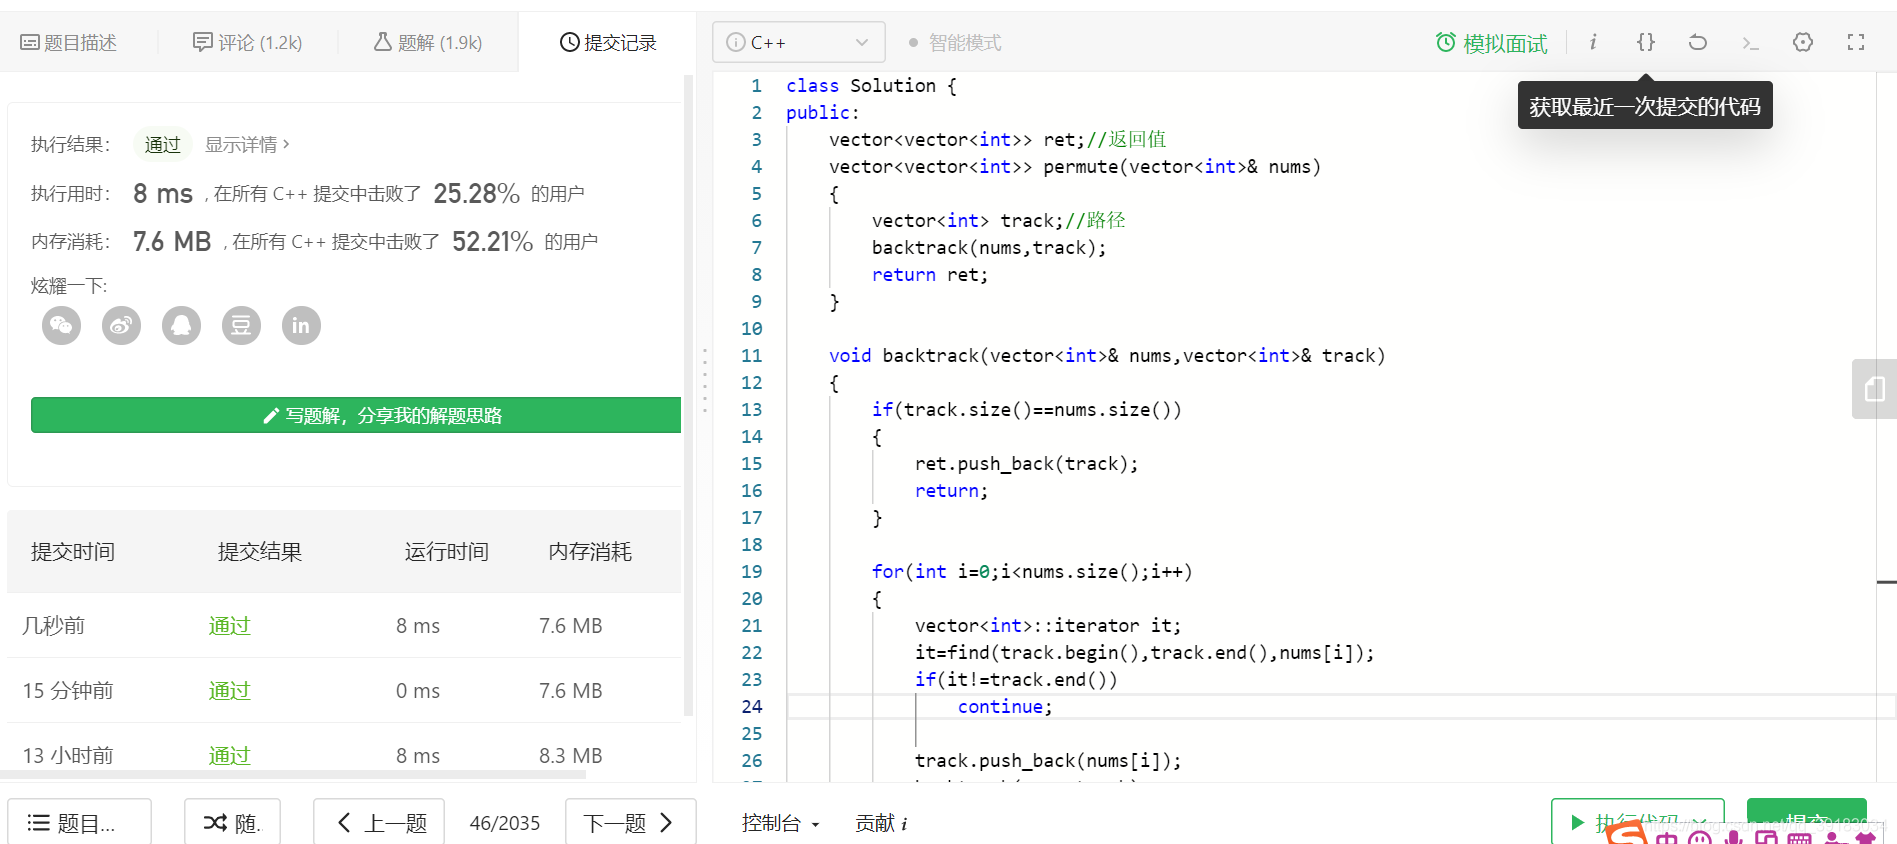 题目描述
评论 (1.2k)
题解 (1.9k)
提交记录
C++
智能模式
模拟面试
i
{}
获取最近一次提交的代码
执行结果：
通过
显示详情 ›
执行用时：
8 ms , 在所有 C++ 提交中击败了 25.28% 的用户
内存消耗：
7.6 MB , 在所有 C++ 提交中击败了 52.21% 的用户
炫耀一下:
豆
in
写题解，分享我的解题思路
提交时间 提交结果 运行时间 内存消耗
几秒前 通过 8 ms 7.6 MB
15 分钟前 通过 0 ms 7.6 MB
13 小时前 通过 8 ms 8.3 MB
题目...
随.
上一题
46/2035
下一题
1 class Solution {
2 public:
3 vector<vector<int>> ret;//返回值
4 vector<vector<int>> permute(vector<int>& nums)
5 {
6 vector<int> track;//路径
7 backtrack(nums,track);
8 return ret;
9 }
10
11 void backtrack(vector<int>& nums,vector<int>& track)
12 {
13 if(track.size()==nums.size())
14 {
15 ret.push_back(track);
16 return;
17 }
18
19 for(int i=0;i<nums.size();i++)
20 {
21 vector<int>::iterator it;
22 it=find(track.begin(),track.end(),nums[i]);
23 if(it!=track.end())
24 continue;
25
26 track.push_back(nums[i]);
控制台
贡献 i
执行代码
提交
中